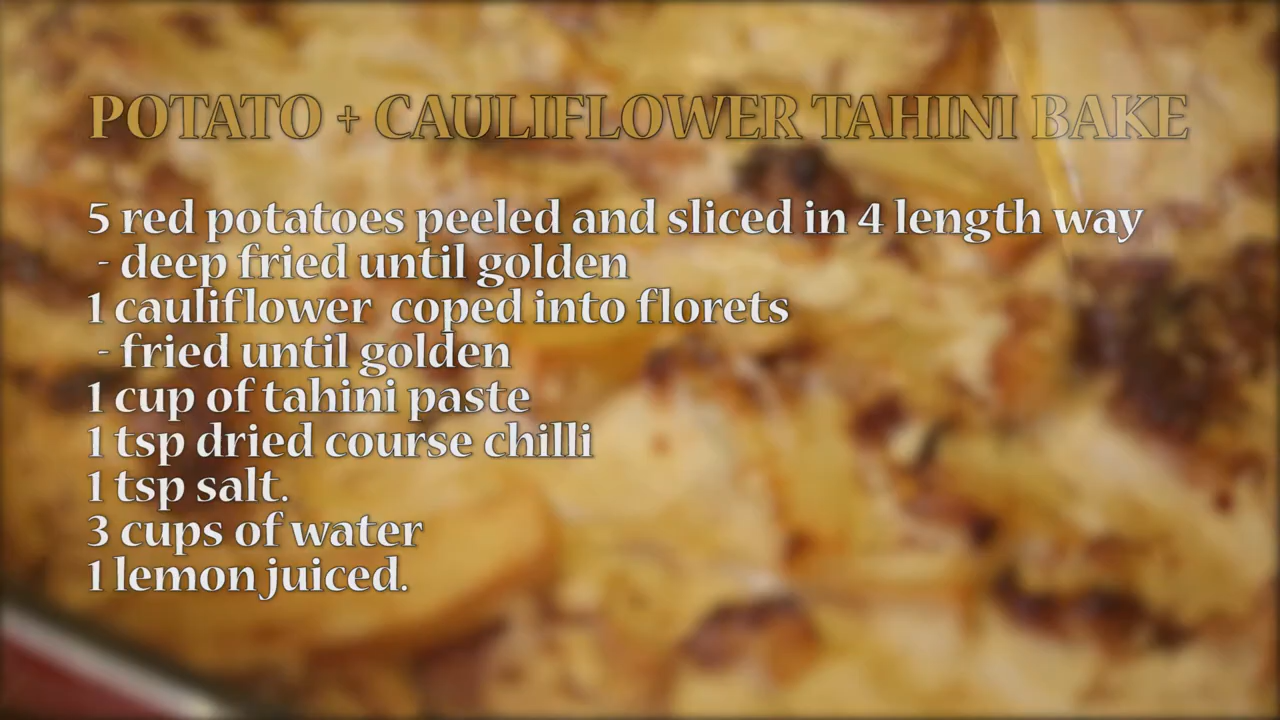 POTATO + CAULIFLOWER TAHINI BAKE
5 red potatoes peeled and sliced in 4 length way
- deep fried until golden
1 cauliflower coped into florets
- fried until golden
1 cup of tahini paste
1 tsp dried course chilli
1 tsp salt.
3 cups of water
1 lemon juiced.